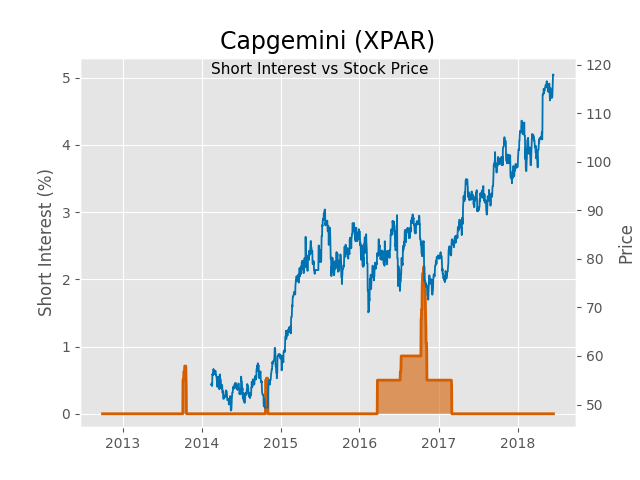 Capgemini (XPAR)
Short Interest vs Stock Price
Short Interest (%)
5
4
3
2
1
0
120
110
100
90
80
70
60
50
Price
2013 2014 2015 2016 2017 2018